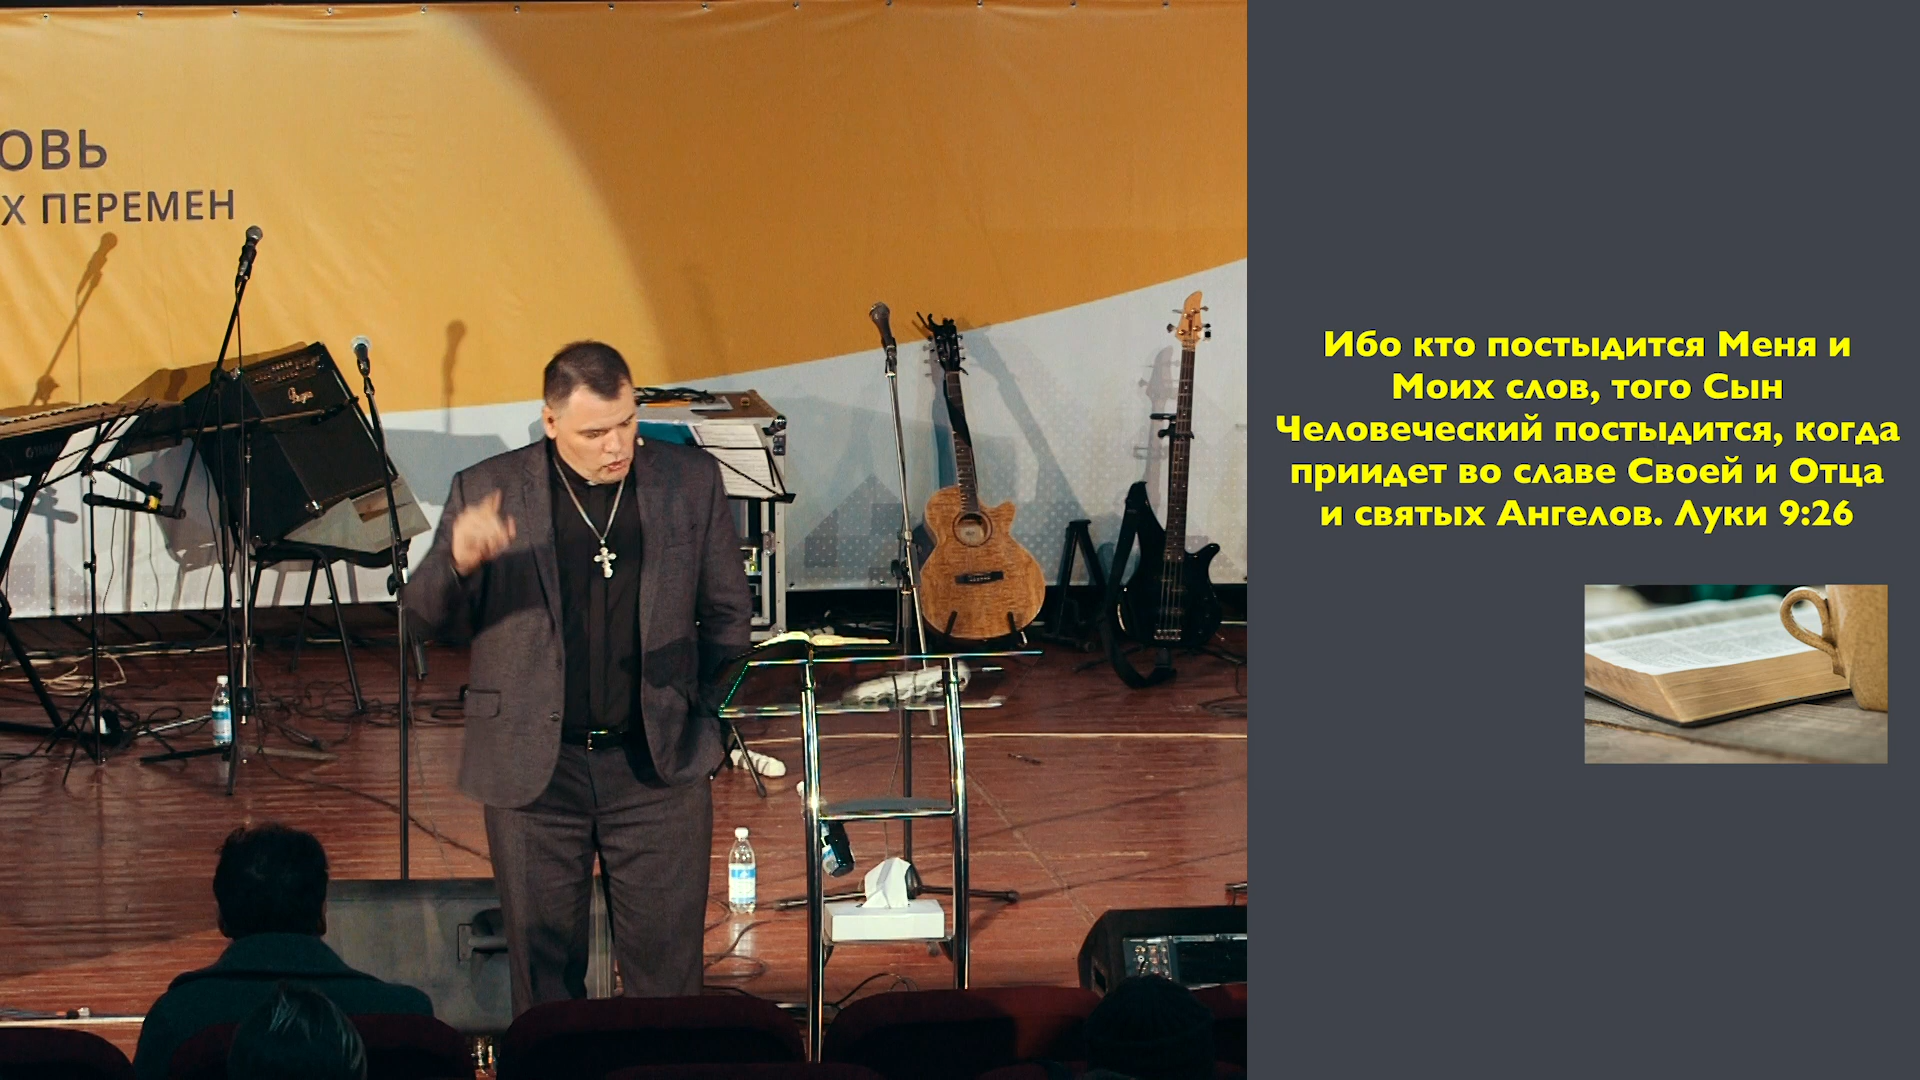 ОВЬ
Х ПЕРЕМЕН
Ибо кто постыдится Меня и
Моих слов, того Сын
Человеческий постыдится, когда
приидет во славе Своей и Отца
и святых Ангелов. Луки 9:26
YAMAHA